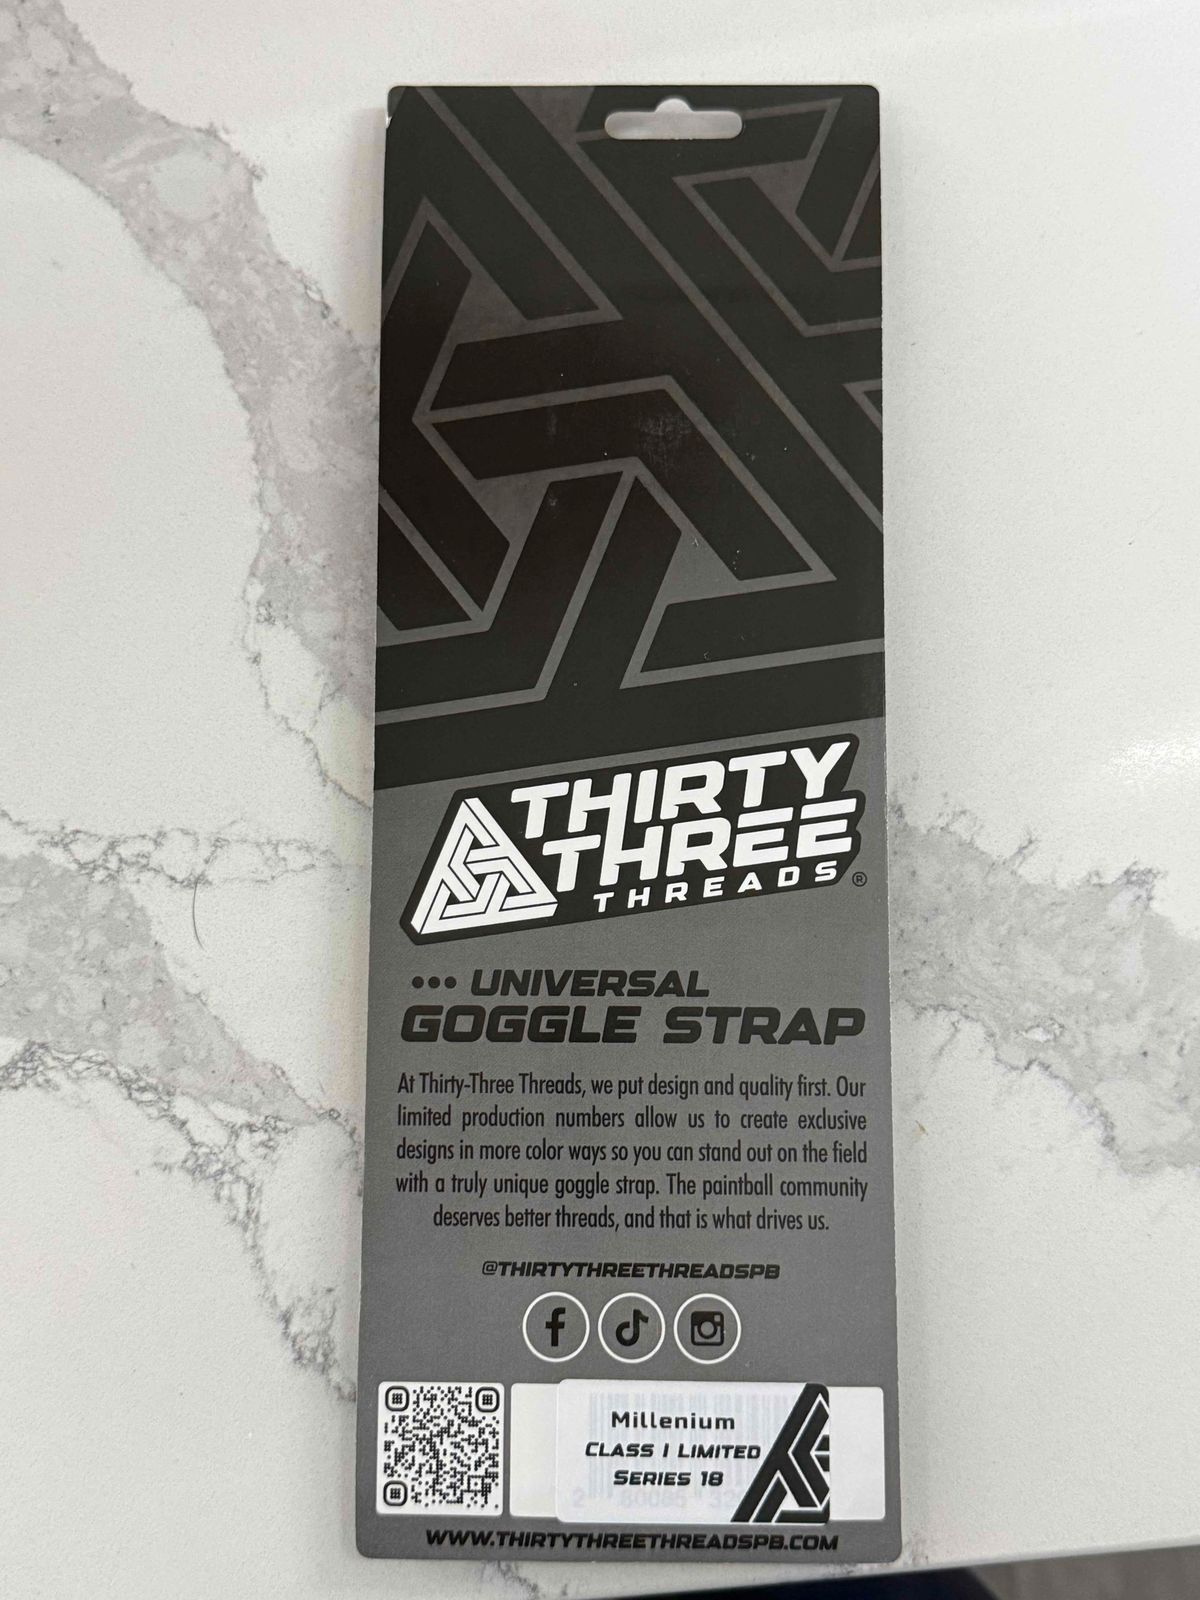 THIRTY
THREE
THREADS ®
••• UNIVERSAL
GOGGLE STRAP
At Thirty-Three Threads, we put design and quality first. Our
limited production numbers allow us to create exclusive
designs in more color ways so you can stand out on the field
with a truly unique goggle strap. The paintball community
deserves better threads, and that is what drives us.
@THIRTYTHREETHREADSPB
Millenium
CLASS 1 LIMITED
SERIES 18
WWW.THIRTYTHREETHREADSPB.COM